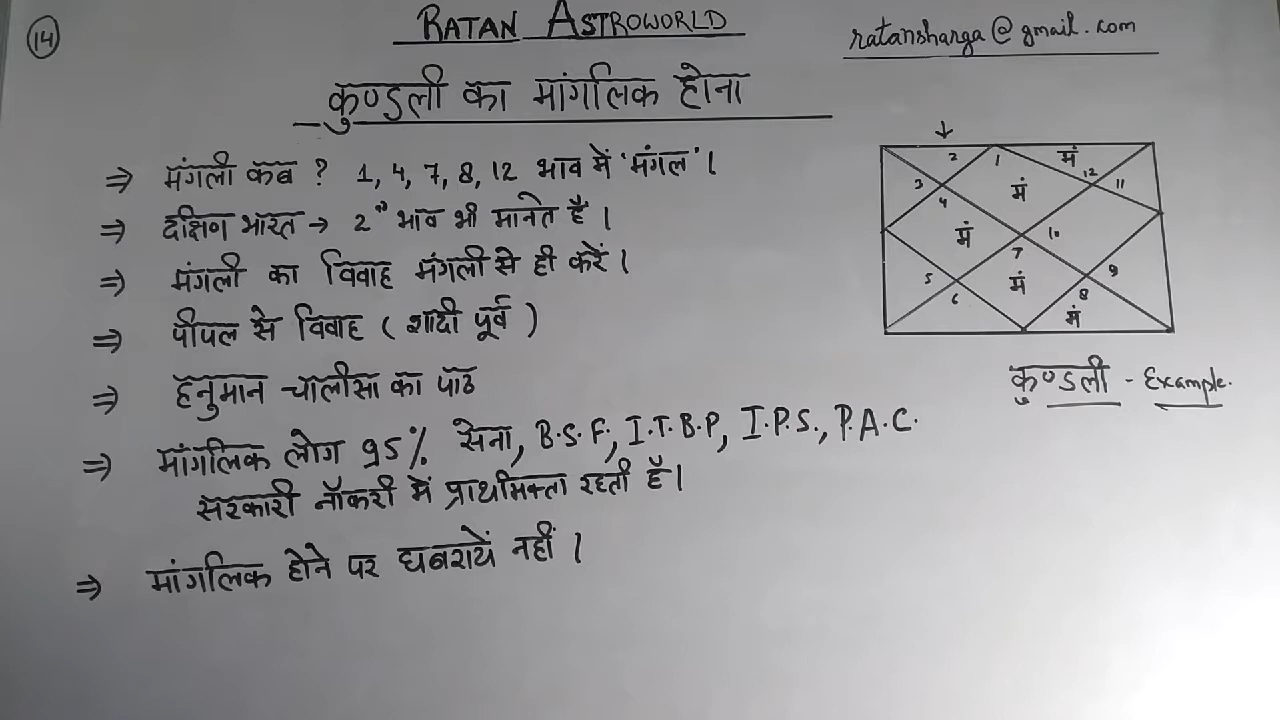 14
RATAN ASTROWORLD
ratansharga@gmail.com
कुण्डली का मांगलिक होना
⇒ मंगली कब ? 1, 4, 7, 8, 12 भाव में 'मंगल' ।
⇒ दक्षिण भारत → 2nd भाव भी मानते हैं ।
⇒ मंगली का विवाह मंगली से ही करें ।
⇒ पीपल से विवाह ( शादी पूर्व )
⇒ हनुमान चालीसा का पाठ
⇒ मांगलिक लोग 95% सेना, B.S.F, I.T.B.P, I.P.S., P.A.C.
सरकारी नौकरी में प्राथमिक्ता रहती है ।
⇒ मांगलिक होने पर घबरायें नहीं ।
2 1 मं 12
3 4 मं 11
मं 7 10
5 6 मं 8 9
मं
कुण्डली - Example.